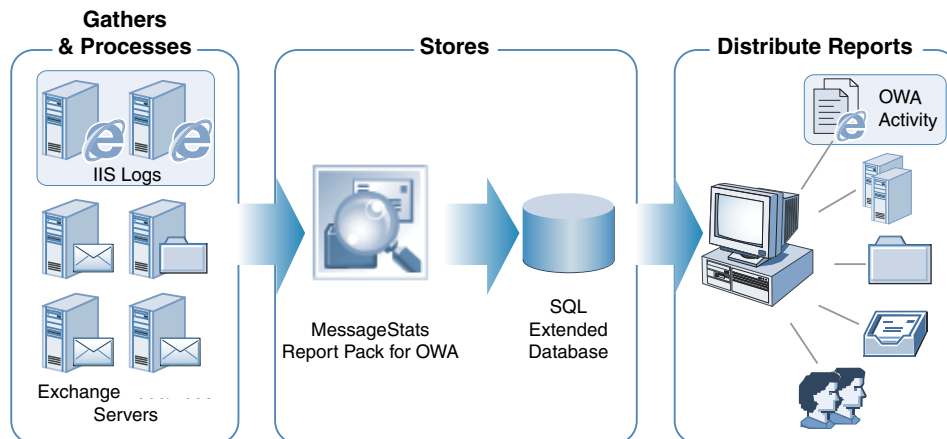 Gathers
& Processes
Stores
Distribute Reports
IIS Logs
OWA
Activity
MessageStats
Report Pack for OWA
SQL
Extended
Database
Exchange
Servers